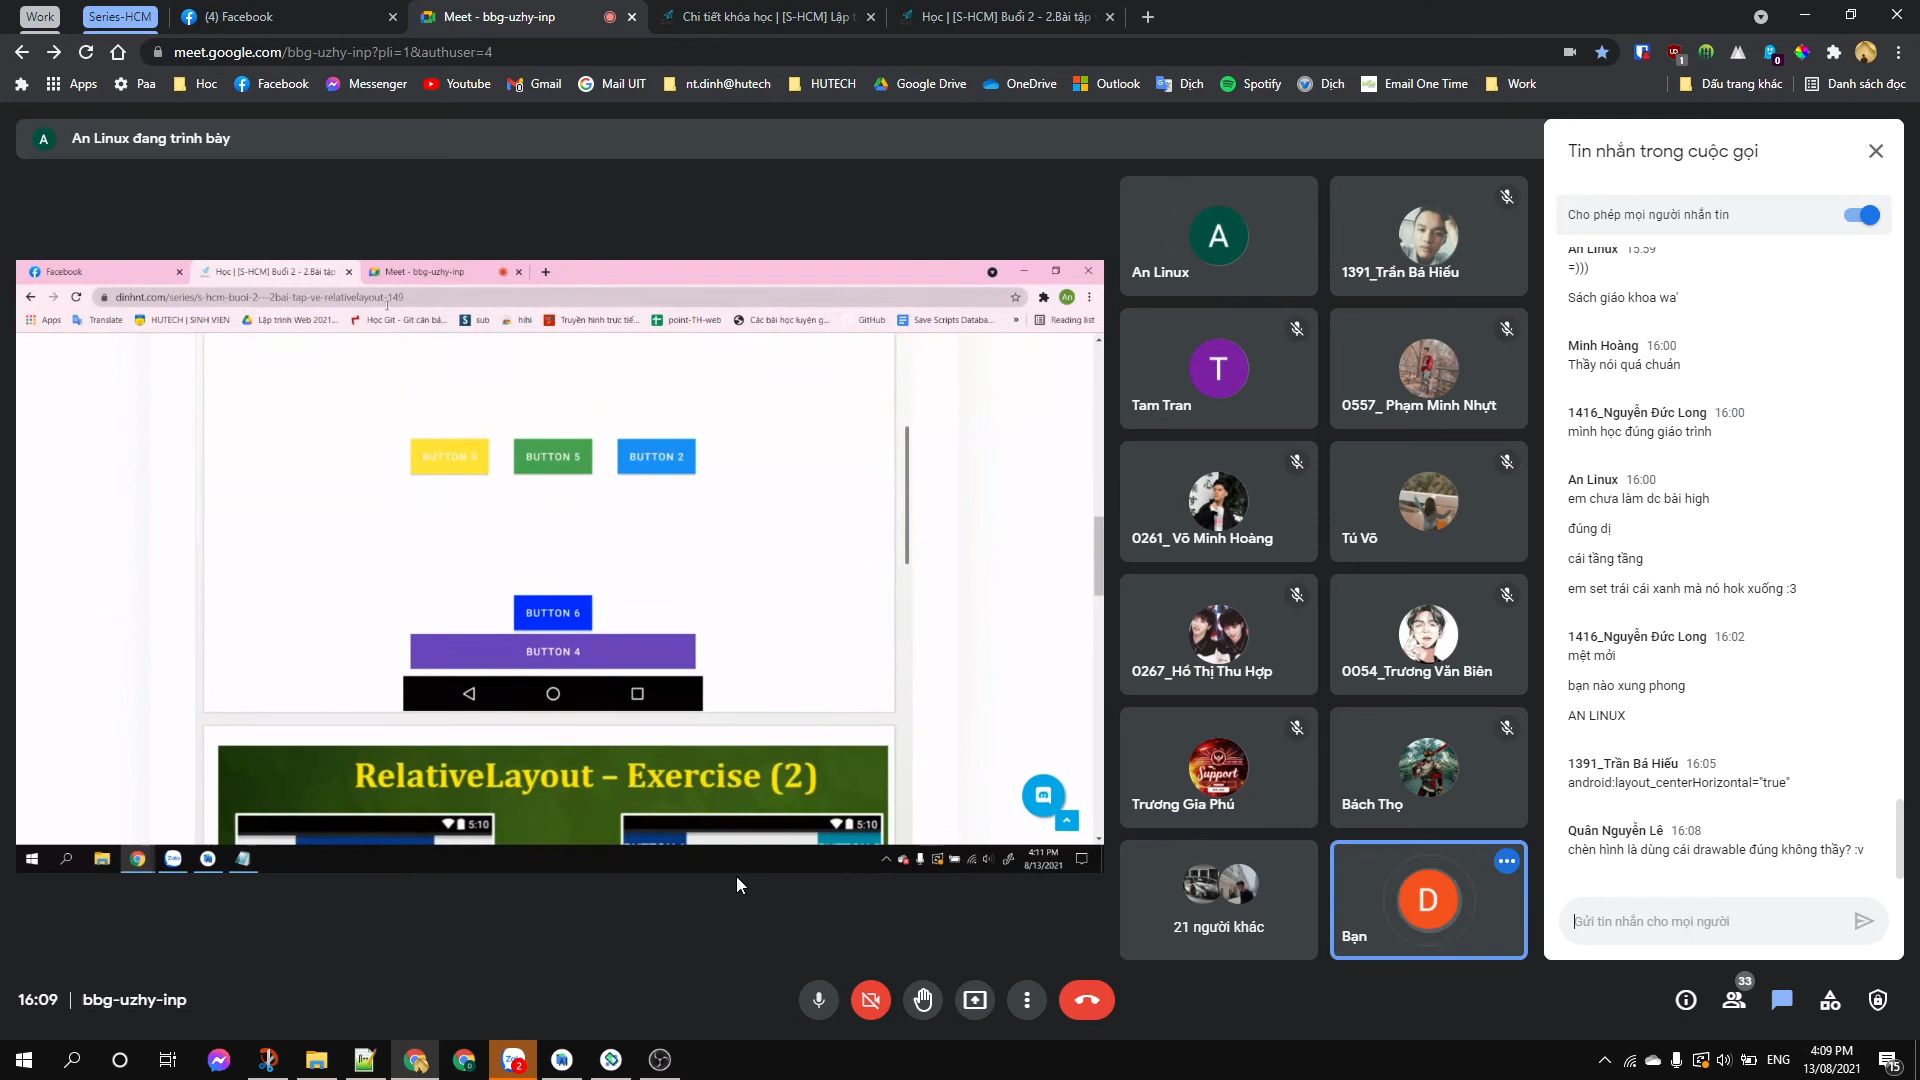 Work
Series-HCM
(4) Facebook
Meet - bbg-uzhy-inp
Chi tiết khóa học | [S-HCM] Lập t
Học | [S-HCM] Buổi 2 - 2.Bài tập
meet.google.com/bbg-uzhy-inp?pli=1&authuser=4
Apps
Paa
Hoc
Facebook
Messenger
Youtube
Gmail
Mail UIT
nt.dinh@hutech
HUTECH
Google Drive
OneDrive
Outlook
Dịch
Spotify
Dịch
Email One Time
Work
Dấu trang khác
Danh sách đọc
A
An Linux đang trình bày
Facebook
Học | [S-HCM] Buổi 2 - 2.Bài tập
Meet - bbg-uzhy-inp
dinhnt.com/series/s-hcm-buoi-2---2bai-tap-ve-relativelayout-149
An
Apps
Translate
HUTECH | SINH VIEN
Lập trình Web 2021...
Học Git - Git căn bả...
sub
hihi
Truyền hình trực tiế...
point-TH-web
Các bài học luyện g...
GitHub
Save Scripts Databa...
»
Reading list
BUTTON 3
BUTTON 5
BUTTON 2
BUTTON 6
BUTTON 4
RelativeLayout – Exercise (2)
5:10
5:10
Zalo
4:11 PM
8/13/2021
A
An Linux
1391_Trần Bá Hiếu
T
Tam Tran
0557_ Phạm Minh Nhựt
0261_ Võ Minh Hoàng
Tú Võ
0267_Hồ Thị Thu Hợp
0054_Trương Văn Biên
Support
Trương Gia Phú
Bách Thọ
21 người khác
D
Bạn
Tin nhắn trong cuộc gọi
Cho phép mọi người nhắn tin
An Linux 15:59
=)))
Sách giáo khoa wa'
Minh Hoàng 16:00
Thầy nói quá chuản
1416_Nguyễn Đức Long 16:00
mình học đúng giáo trình
An Linux 16:00
em chưa làm dc bài high
đúng dị
cái tầng tầng
em set trái cái xanh mà nó hok xuống :3
1416_Nguyễn Đức Long 16:02
mệt mỏi
bạn nào xung phong
AN LINUX
1391_Trần Bá Hiếu 16:05
android:layout_centerHorizontal="true"
Quân Nguyễn Lê 16:08
chèn hình là dùng cái drawable đúng không thầy? :v
Gửi tin nhắn cho mọi người
16:09 | bbg-uzhy-inp
33
Zalo
2
ENG
4:09 PM
13/08/2021
15